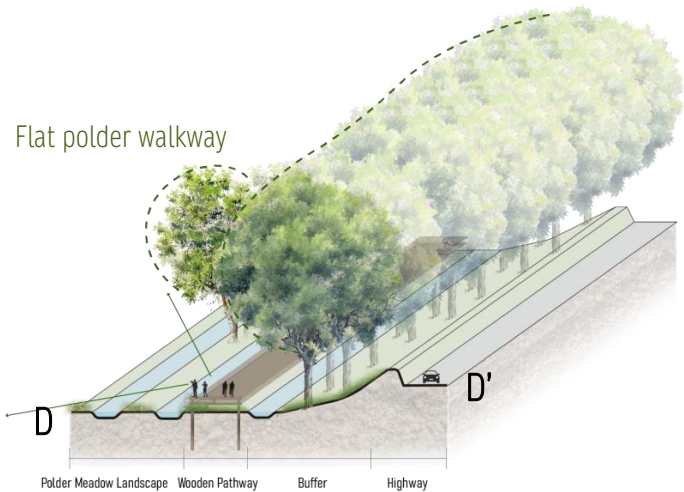 Flat polder walkway
D
D'
Polder Meadow Landscape
Wooden Pathway
Buffer
Highway